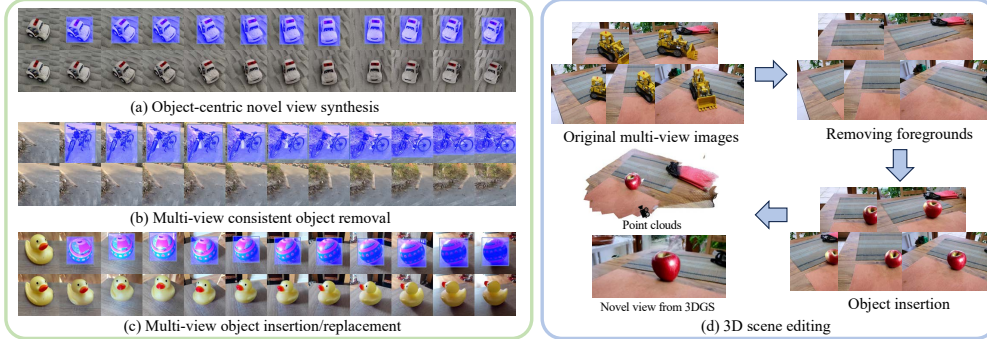 (a) Object-centric novel view synthesis
(b) Multi-view consistent object removal
(c) Multi-view object insertion/replacement
Original multi-view images
Removing foregrounds
Point clouds
Novel view from 3DGS
Object insertion
(d) 3D scene editing